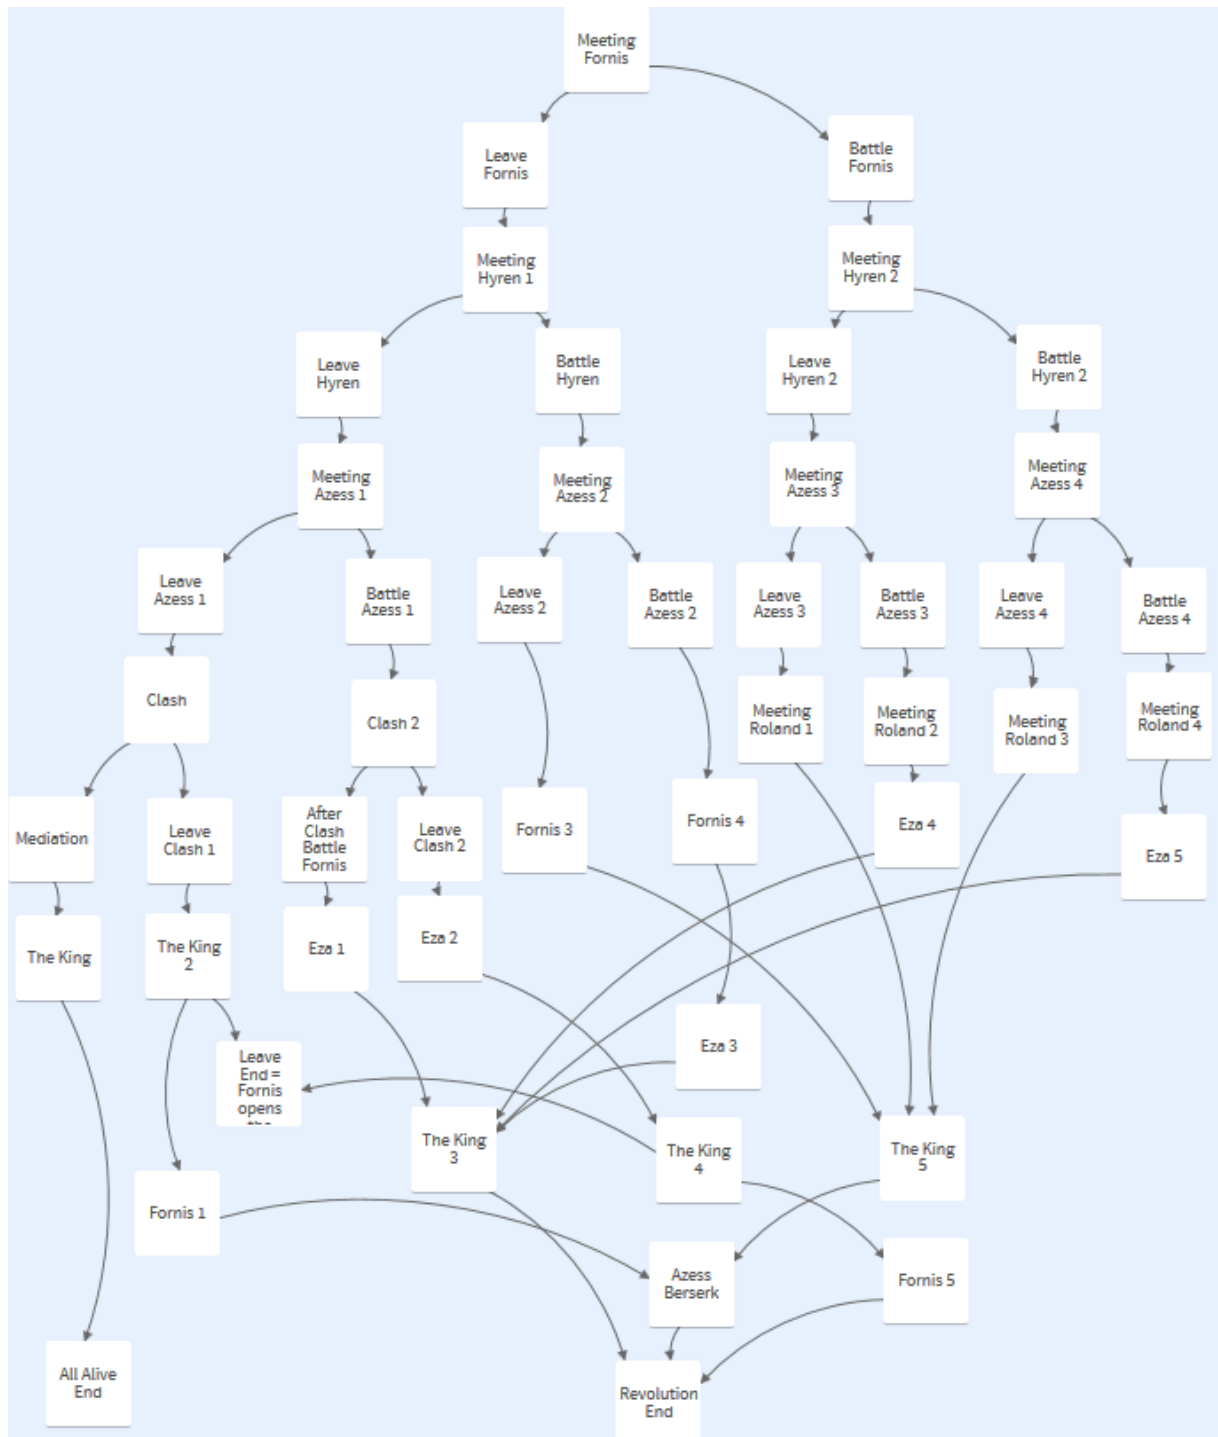 Meeting
Fornis
Leave
Fornis
Battle
Fornis
Meeting
Hyren 1
Meeting
Hyren 2
Leave
Hyren
Battle
Hyren
Leave
Hyren 2
Battle
Hyren 2
Meeting
Azess 1
Meeting
Azess 2
Meeting
Azess 3
Meeting
Azess 4
Leave
Azess 1
Battle
Azess 1
Leave
Azess 2
Battle
Azess 2
Leave
Azess 3
Battle
Azess 3
Leave
Azess 4
Battle
Azess 4
Clash
Clash 2
Meeting
Roland 1
Meeting
Roland 2
Meeting
Roland 3
Meeting
Roland 4
Mediation
Leave
Clash 1
After
Clash
Battle
Fornis
Leave
Clash 2
Fornis 3
Fornis 4
Eza 4
Eza 5
The King
The King
2
Eza 1
Eza 2
Eza 3
Leave
End =
Fornis
opens
The King
3
The King
4
The King
5
Fornis 1
Azess
Berserk
Fornis 5
All Alive
End
Revolution
End